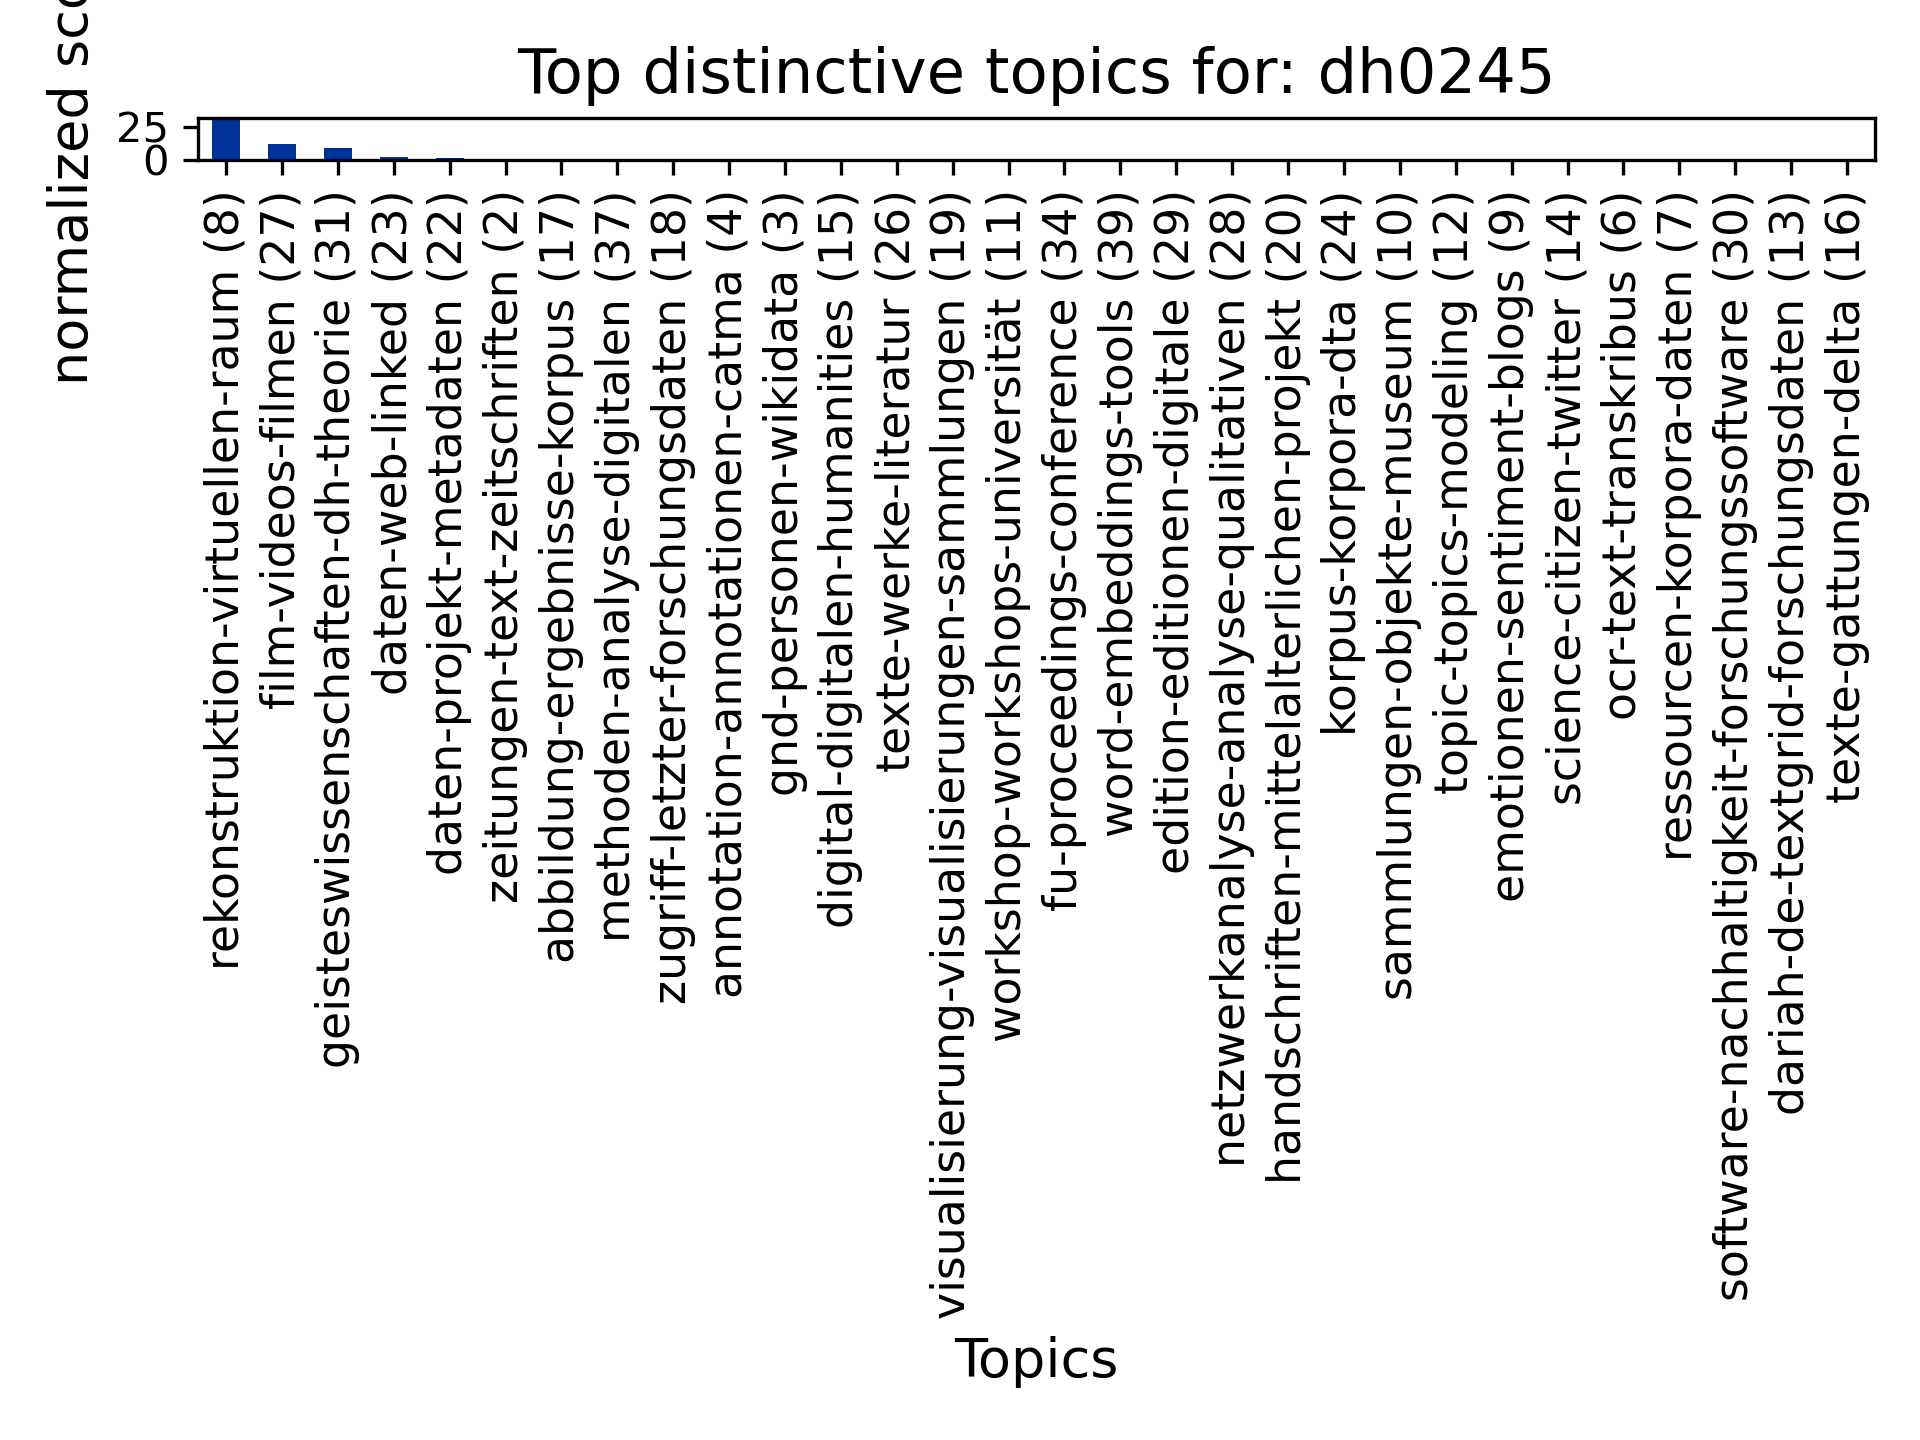 Top distinctive topics for: dh0245
normalized
25
0
rekonstruktion-virtuellen-raum (8)
film-videos-filmen (27)
geisteswissenschaften-dh-theorie (31)
daten-web-linked (23)
daten-projekt-metadaten (22)
zeitungen-text-zeitschriften (2)
abbildung-ergebnisse-korpus (17)
methoden-analyse-digitalen (37)
zugriff-letzter-forschungsdaten (18)
annotation-annotationen-catma (4)
gnd-personen-wikidata (3)
digital-digitalen-humanities (15)
texte-werke-literatur (26)
visualisierung-visualisierungen-sammlungen (19)
workshop-workshops-universität (11)
fu-proceedings-conference (34)
word-embeddings-tools (39)
edition-editionen-digitale (29)
netzwerkanalyse-analyse-qualitativen (28)
handschriften-mittelalterlichen-projekt (20)
korpus-korpora-dta (24)
sammlungen-objekte-museum (10)
topic-topics-modeling (12)
emotionen-sentiment-blogs (9)
science-citizen-twitter (14)
ocr-text-transkribus (6)
ressourcen-korpora-daten (7)
software-nachhaltigkeit-forschungssoftware (30)
dariah-de-textgrid-forschungsdaten (13)
texte-gattungen-delta (16)
Topics